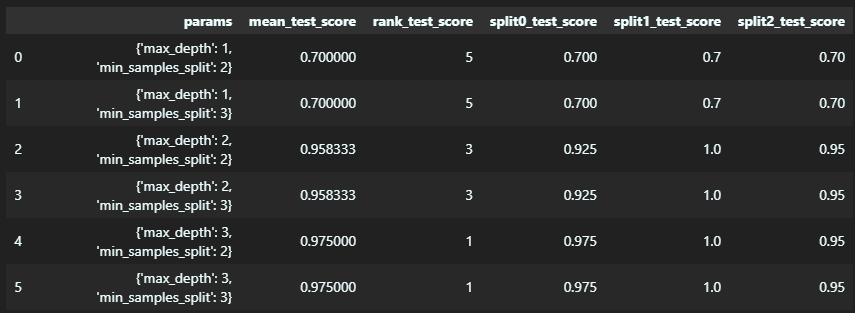 params mean_test_score rank_test_score split0_test_score split1_test_score split2_test_score
0 {'max_depth': 1, 0.700000 5 0.700 0.7 0.70
'min_samples_split': 2}
1 {'max_depth': 1, 0.700000 5 0.700 0.7 0.70
'min_samples_split': 3}
2 {'max_depth': 2, 0.958333 3 0.925 1.0 0.95
'min_samples_split': 2}
3 {'max_depth': 2, 0.958333 3 0.925 1.0 0.95
'min_samples_split': 3}
4 {'max_depth': 3, 0.975000 1 0.975 1.0 0.95
'min_samples_split': 2}
5 {'max_depth': 3, 0.975000 1 0.975 1.0 0.95
'min_samples_split': 3}